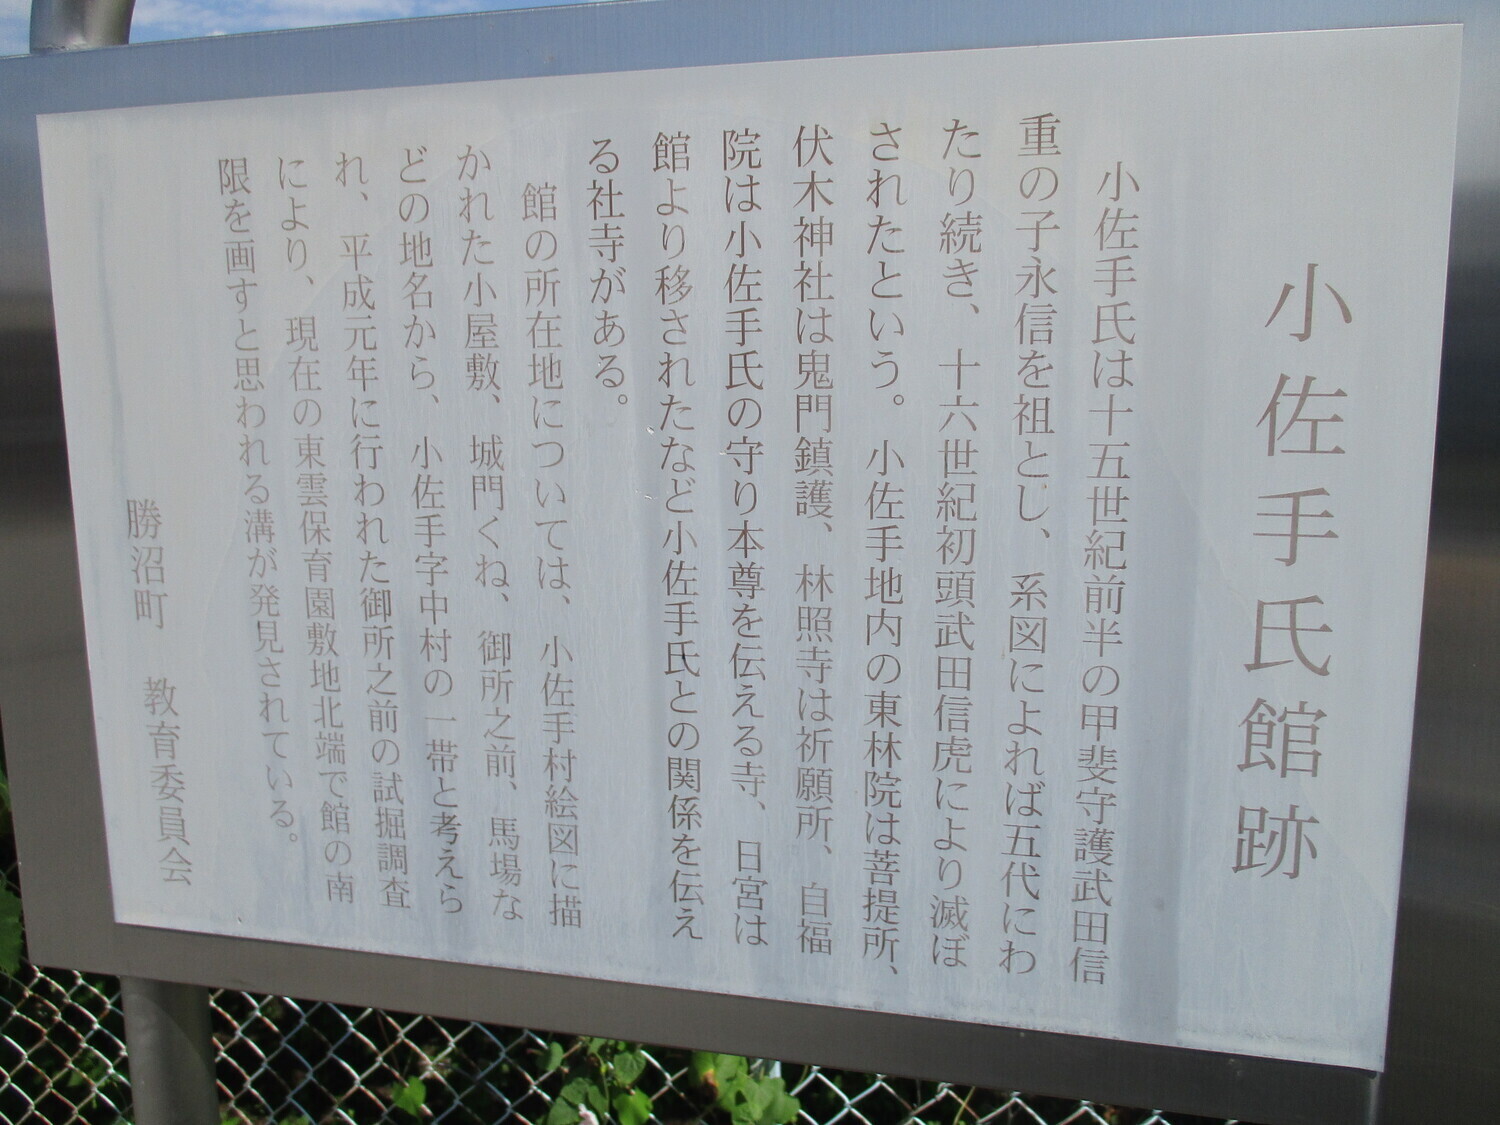 小佐手氏館跡
小佐手氏は十五世紀前半の甲斐守護武田信
重の子永信を祖とし、系図によれば五代にわ
たり続き、十六世紀初頭武田信虎により滅ぼ
されたという。小佐手地内の東林院は菩提所、
伏木神社は鬼門鎮護、林照寺は祈願所、自福
院は小佐手氏の守り本尊を伝える寺、日宮は
館より移されたなど小佐手氏との関係を伝え
る社寺がある。
館の所在地については、小佐手村絵図に描
かれた小屋敷、城門くね、御所之前、馬場な
どの地名から、小佐手字中村の一帯と考えら
れ、平成元年に行われた御所之前の試掘調査
により、現在の東雲保育園敷地北端で館の南
限を画すと思われる溝が発見されている。
勝沼町 教育委員会